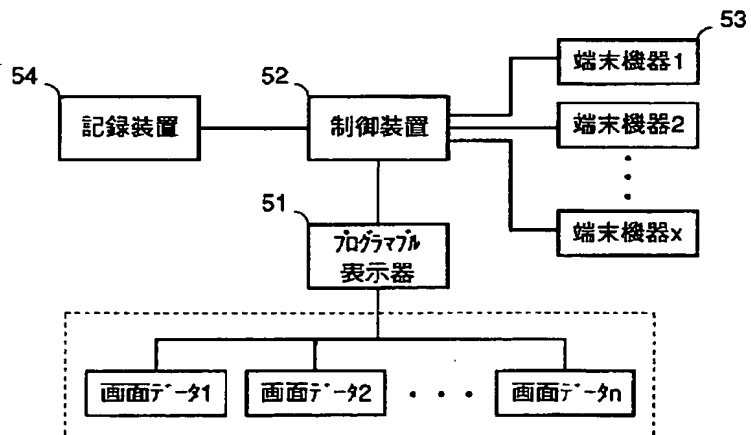 53
54
52
端末機器1
記録装置
制御装置
端末機器2
51
端末機器x
プログラマブル
表示器
画面データ1
画面データ2
画面データn